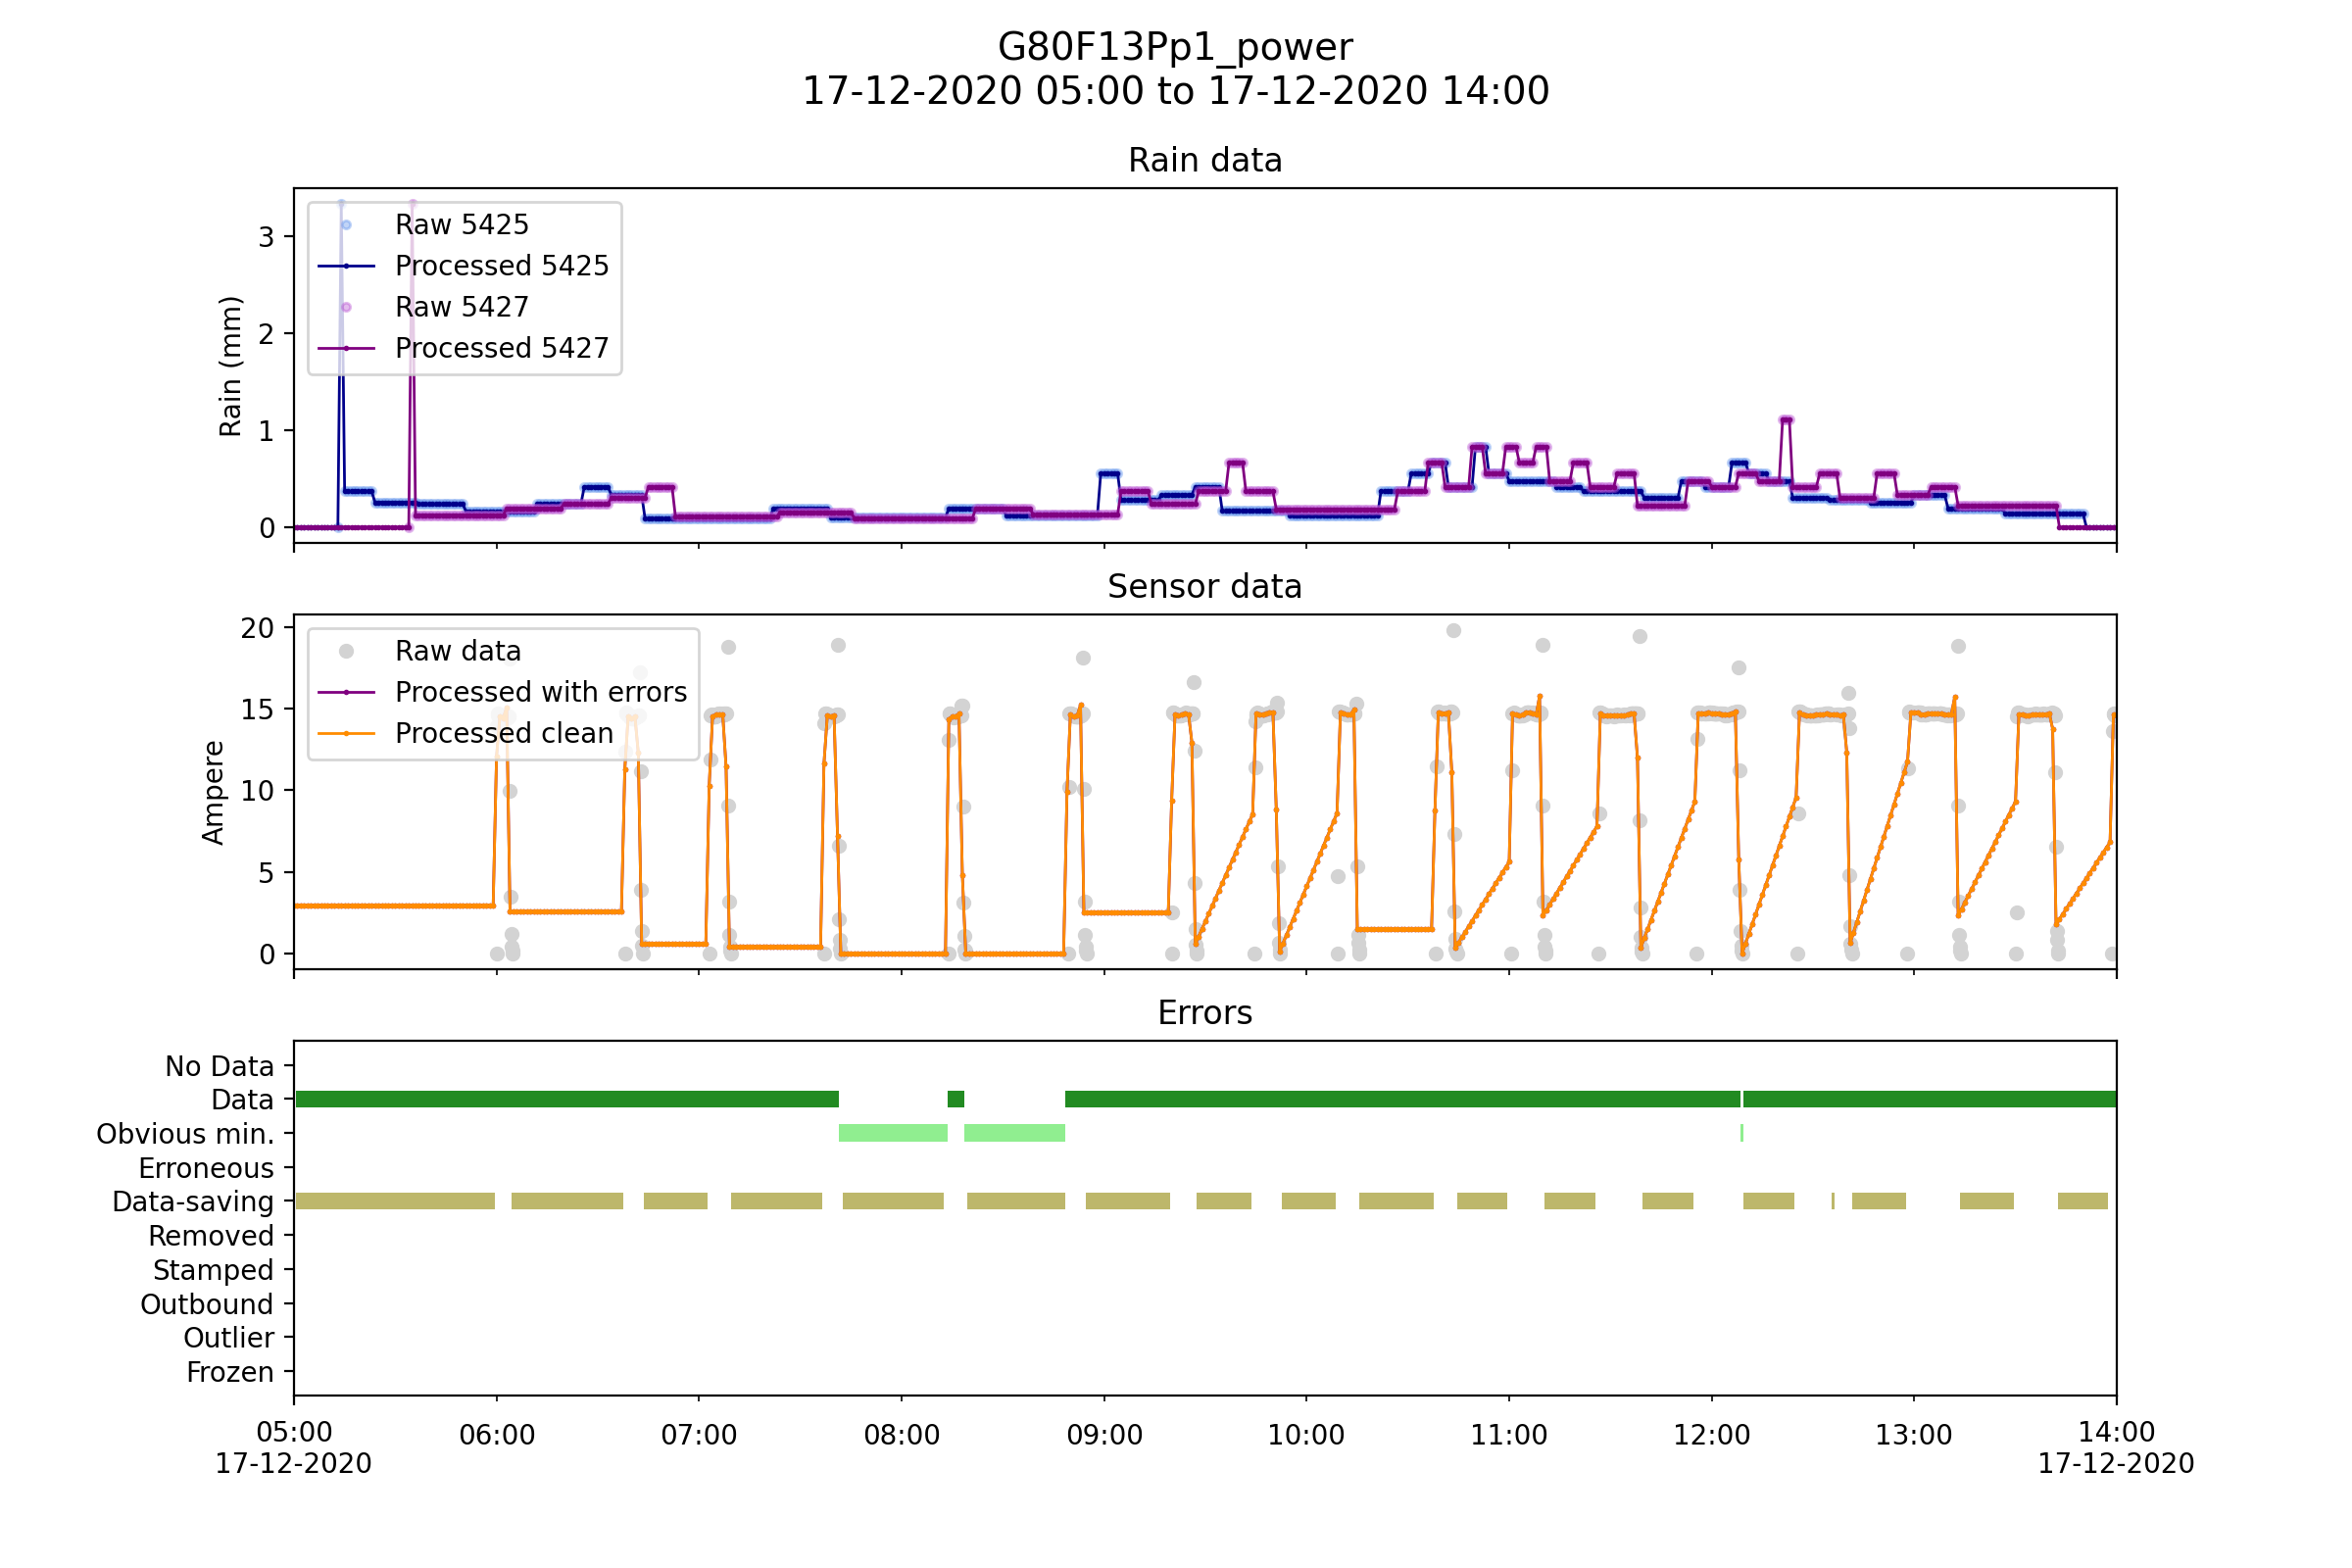 G80F13Pp1_power
17-12-2020 05:00 to 17-12-2020 14:00
Rain data
3
2
1
0
Rain (mm)
Raw 5425
Processed 5425
Raw 5427
Processed 5427
Sensor data
20
15
10
5
0
Ampere
Raw data
Processed with errors
Processed clean
Errors
No Data
Data
Obvious min.
Erroneous
Data-saving
Removed
Stamped
Outbound
Outlier
Frozen
05:00 06:00 07:00 08:00 09:00 10:00 11:00 12:00 13:00 14:00
17-12-2020 17-12-2020